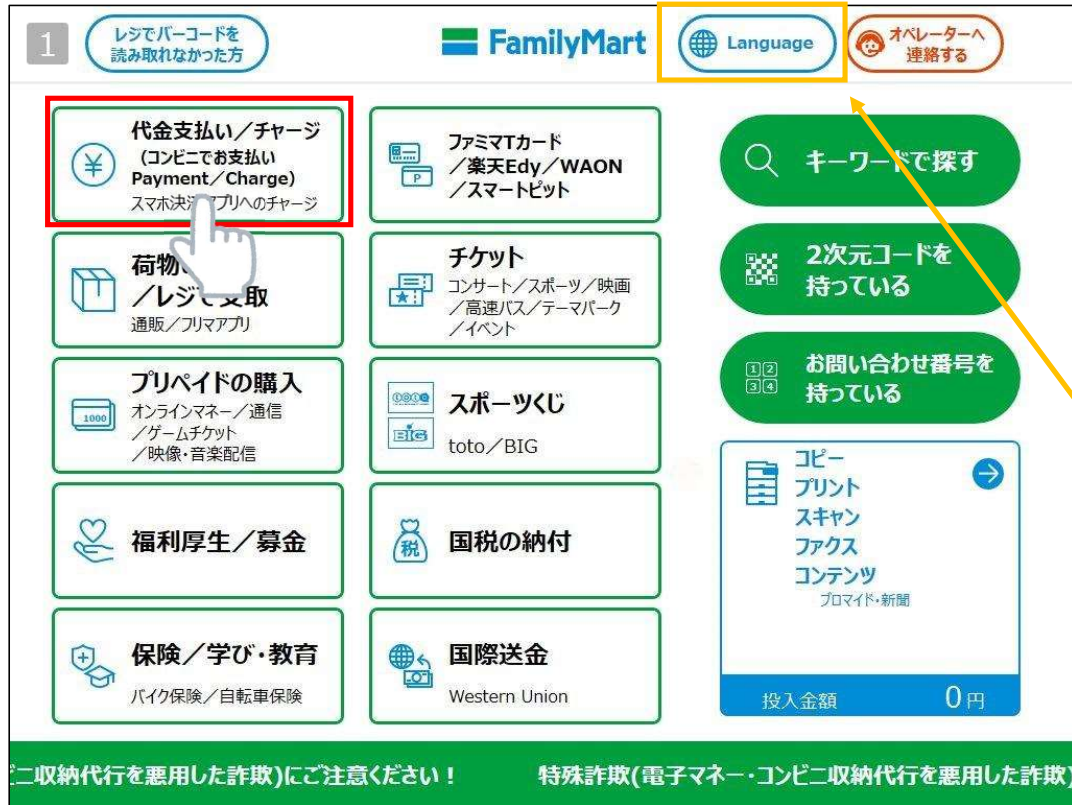 1
レジでバーコードを
読み取れなかった方
FamilyMart
Language
オペレーターへ
連絡する
代金支払い／チャージ
(コンビニでお支払い
Payment／Charge)
スマホ決済アプリへのチャージ
¥
ファミマTカード
／楽天Edy／WAON
／スマートピット
P
キーワードで探す
荷物
／レジで受取
通販／フリマアプリ
チケット
コンサート／スポーツ／映画
／高速バス／テーマパーク
／イベント
2次元コードを
持っている
プリペイドの購入
オンラインマネー／通信
／ゲームチケット
／映像・音楽配信
1000
スポーツくじ
toto／BIG
BIG
1 2
3 4
お問い合わせ番号を
持っている
福利厚生／募金
税
国税の納付
コピー
プリント
スキャン
ファクス
コンテンツ
ブロマイド・新聞
保険／学び・教育
バイク保険／自転車保険
国際送金
Western Union
投入金額 0円
ニ収納代行を悪用した詐欺)にご注意ください！ 特殊詐欺(電子マネー・コンビニ収納代行を悪用した詐欺)